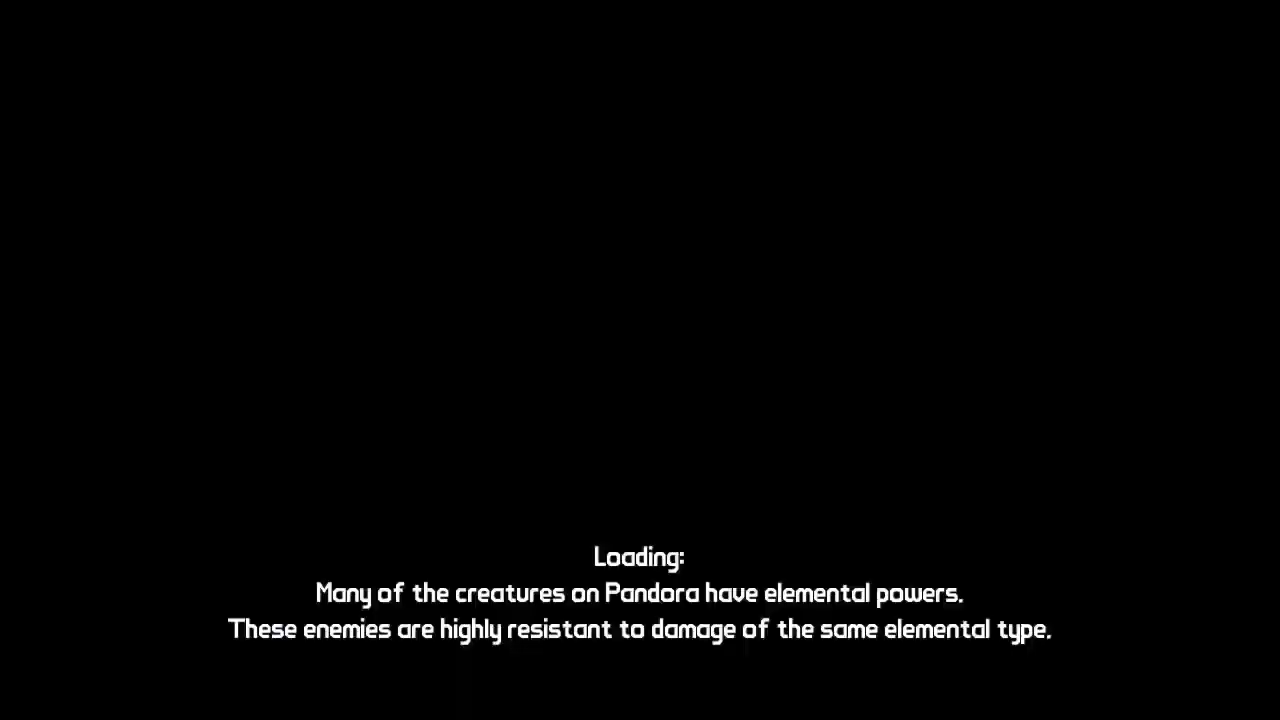 Loading:
Many of the creatures on Pandora have elemental powers.
These enemies are highly resistant to damage of the same elemental type.